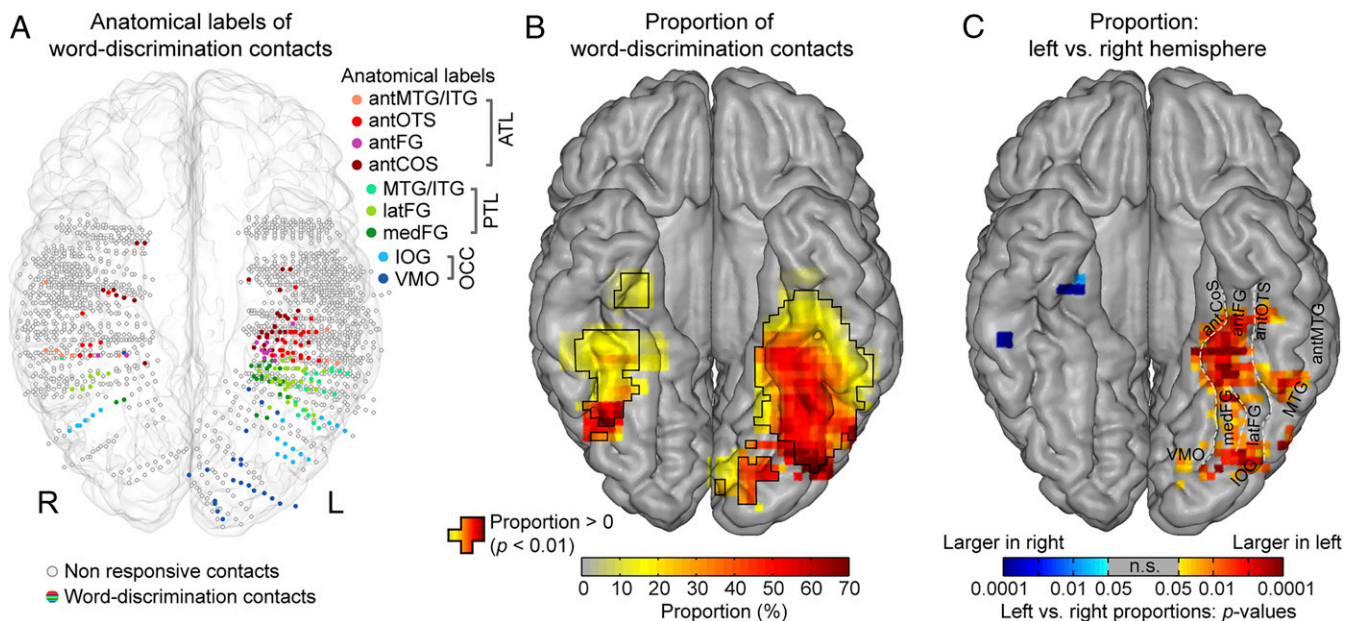 A
Anatomical labels of
word-discrimination contacts
Anatomical labels
antMTG/ITG
antOTS
antFG
antCOS
ATL
MTG/ITG
latFG
medFG
PTL
IOG
VMO
OCC
R
L
Non responsive contacts
Word-discrimination contacts
B
Proportion of
word-discrimination contacts
Proportion > 0
(p < 0.01)
0 10 20 30 40 50 60 70
Proportion (%)
C
Proportion:
left vs. right hemisphere
antCoS
antFG
antOTS
antMTG
MTG
medFG
latFG
VMO
IOG
Larger in right
Larger in left
n.s.
0.0001 0.01 0.05 0.05 0.01 0.0001
Left vs. right proportions: p-values